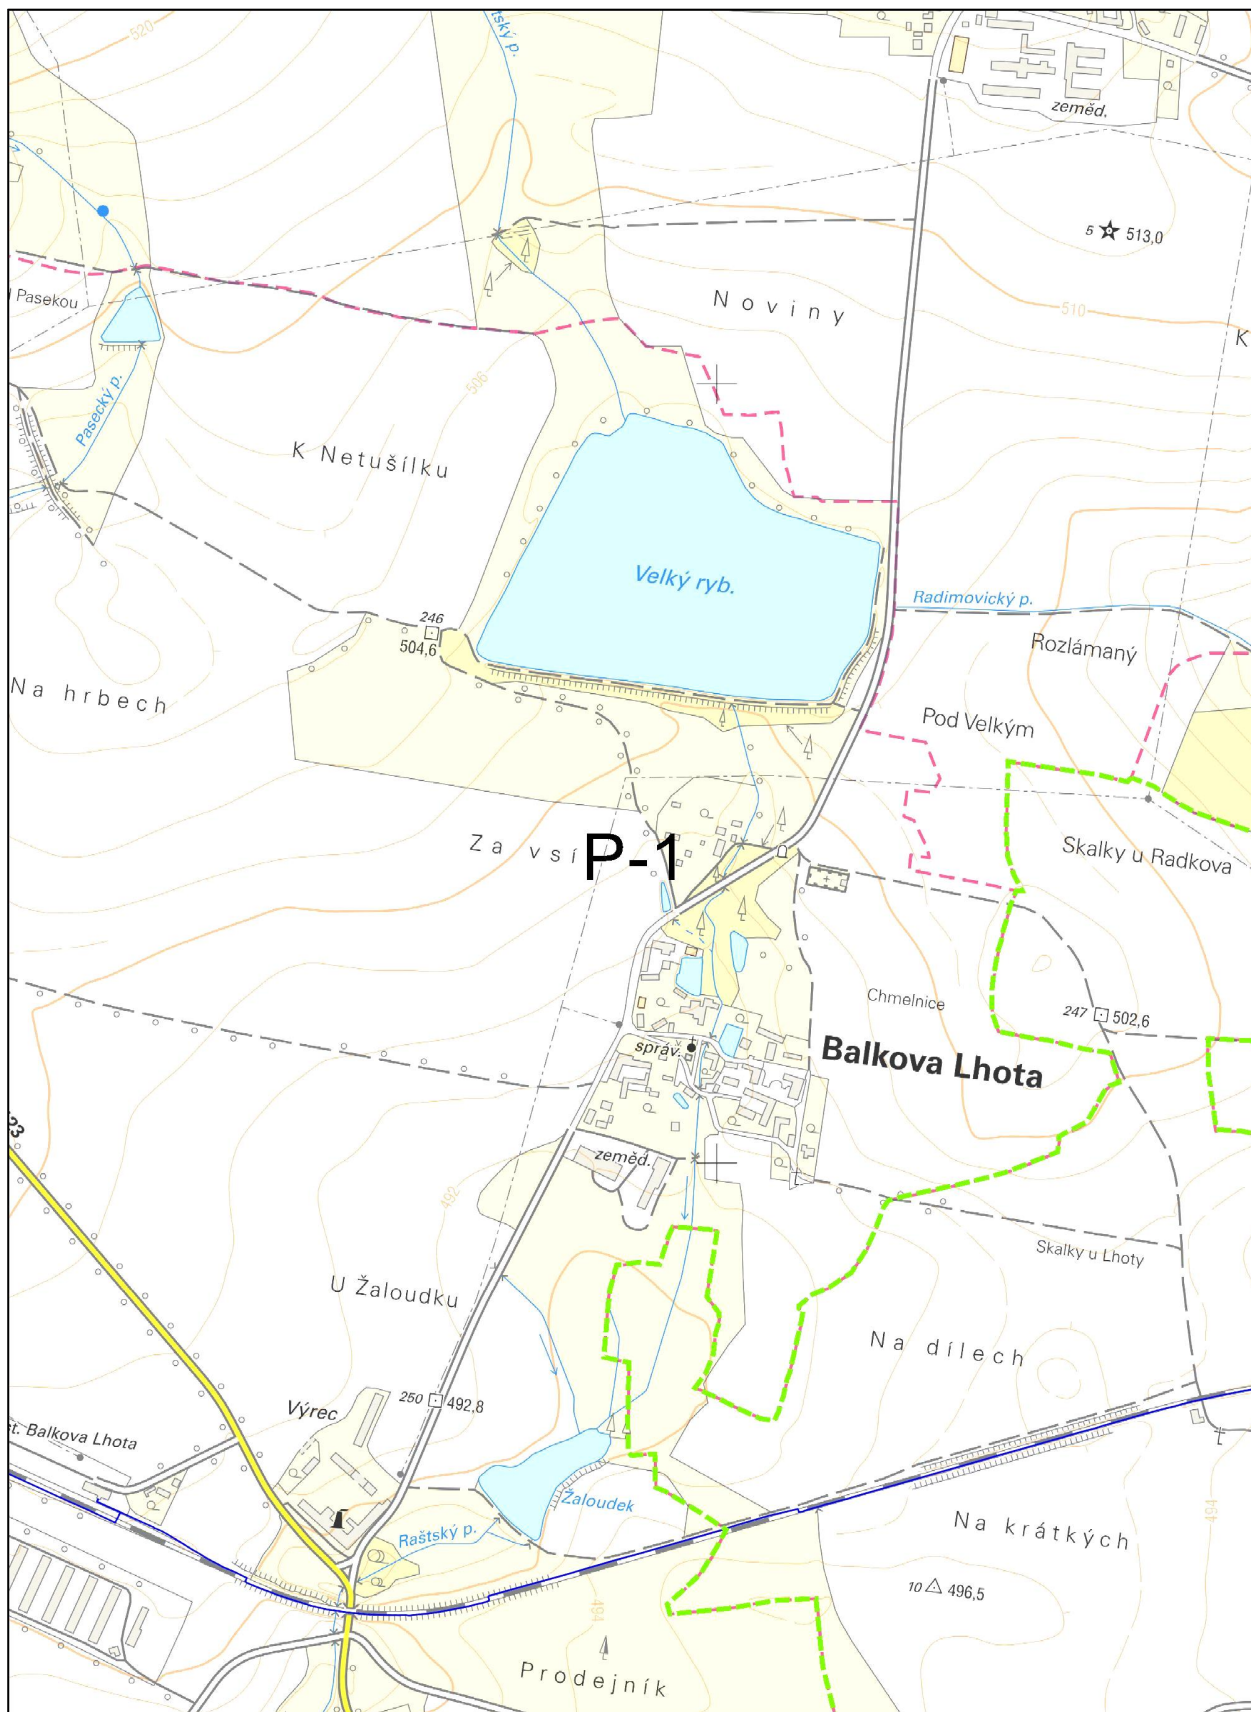 520
zeměd.
5 513,0
Pasekou
Noviny
510
K
Pasecký p.
506
K Netušílku
Velký ryb.
Radimovický p.
246
504,6
Rozlámaný
Na hrbech
Pod Velkým
Za vsí
P-1
Skalky u Radkova
Chmelnice
247 502,6
správ.
Balkova Lhota
23
zeměd.
492
Skalky u Lhoty
U Žaloudku
Na dílech
250 492,8
Výrec
st. Balkova Lhota
Žaloudek
Raštský p.
Na krátkých
494
10 496,5
494
Prodejník